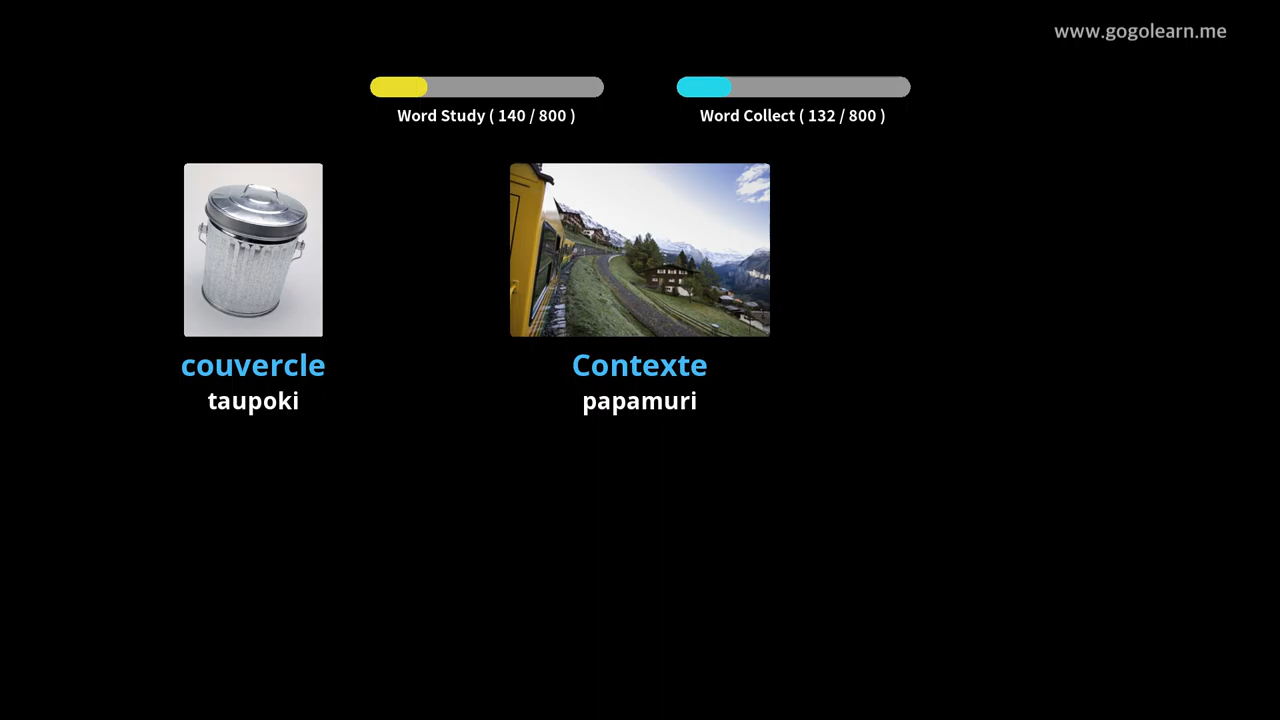 www.gogolearn.me
Word Study ( 140 / 800 )
Word Collect ( 132 / 800 )
couvercle
taupoki
Contexte
papamuri